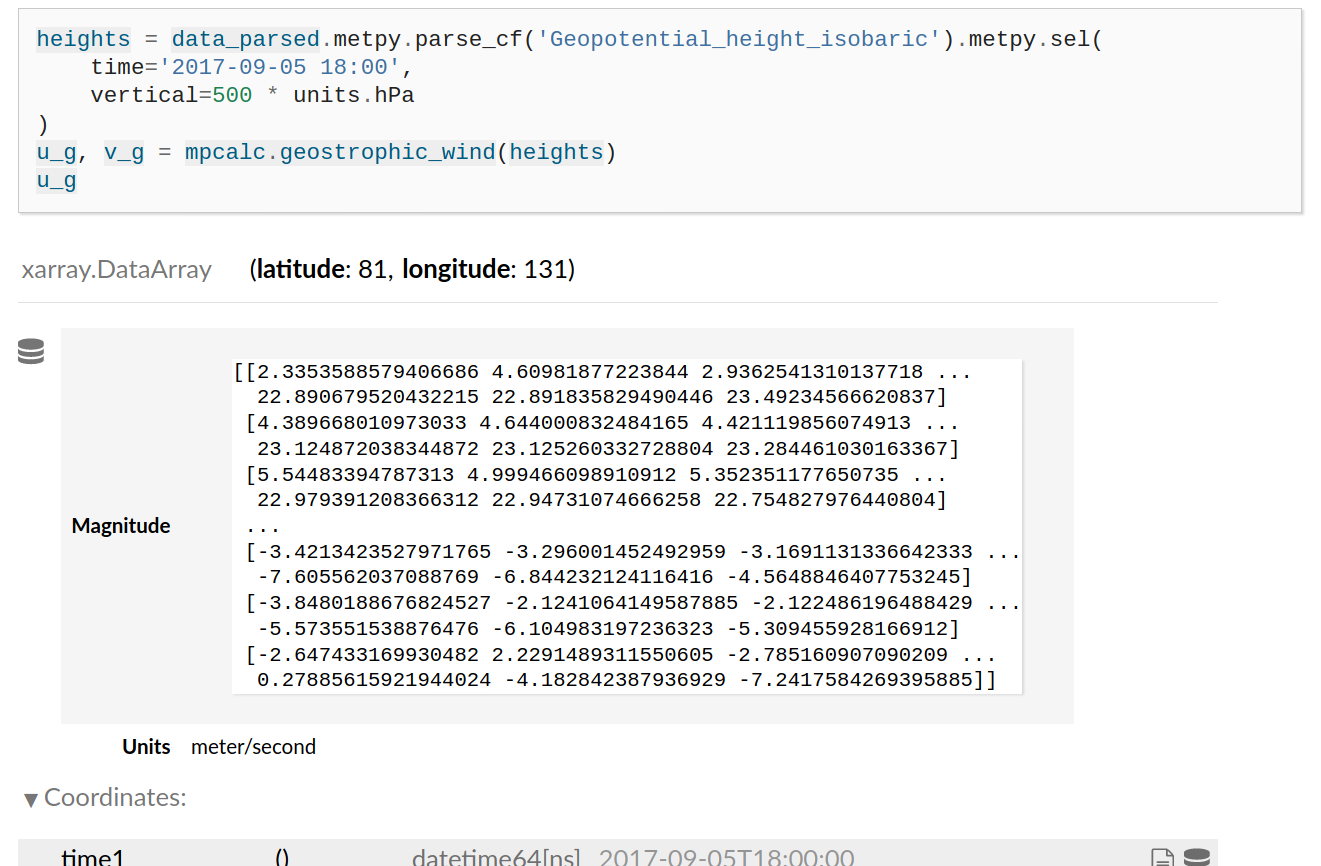 heights = data_parsed.metpy.parse_cf('Geopotential_height_isobaric').metpy.sel(
    time='2017-09-05 18:00',
    vertical=500 * units.hPa
)
u_g, v_g = mpcalc.geostrophic_wind(heights)
u_g
xarray.DataArray (latitude: 81, longitude: 131)
[[2.3353588579406686 4.60981877223844 2.9362541310137718 ...
22.890679520432215 22.891835829490446 23.49234566620837]
[4.389668010973033 4.644000832484165 4.421119856074913 ...
23.124872038344872 23.125260332728804 23.284461030163367]
[5.54483394787313 4.999466098910912 5.352351177650735 ...
22.979391208366312 22.94731074666258 22.754827976440804]
Magnitude ...
[-3.4213423527971765 -3.296001452492959 -3.1691131336642333 ...
-7.605562037088769 -6.844232124116416 -4.5648846407753245]
[-3.8480188676824527 -2.1241064149587885 -2.122486196488429 ...
-5.573551538876476 -6.104983197236323 -5.309455928166912]
[-2.647433169930482 2.2291489311550605 -2.785160907090209 ...
0.27885615921944024 -4.182842387936929 -7.2417584269395885]]
Units meter/second
▼ Coordinates:
time1 () datetime64[ns] 2017-09-05T18:00:00